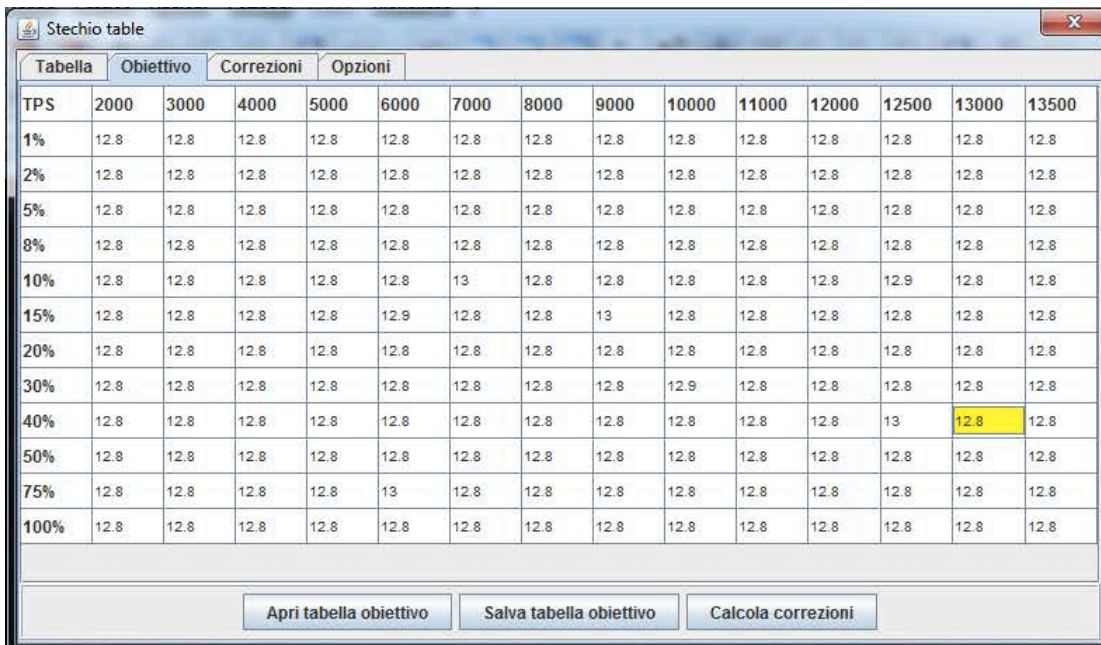 Stechio table
Tabella Obiettivo Correzioni Opzioni
TPS 2000 3000 4000 5000 6000 7000 8000 9000 10000 11000 12000 12500 13000 13500
1% 12.8 12.8 12.8 12.8 12.8 12.8 12.8 12.8 12.8 12.8 12.8 12.8 12.8 12.8
2% 12.8 12.8 12.8 12.8 12.8 12.8 12.8 12.8 12.8 12.8 12.8 12.8 12.8 12.8
5% 12.8 12.8 12.8 12.8 12.8 12.8 12.8 12.8 12.8 12.8 12.8 12.8 12.8 12.8
8% 12.8 12.8 12.8 12.8 12.8 12.8 12.8 12.8 12.8 12.8 12.8 12.8 12.8 12.8
10% 12.8 12.8 12.8 12.8 12.8 13 12.8 12.8 12.8 12.8 12.8 12.9 12.8 12.8
15% 12.8 12.8 12.8 12.8 12.9 12.8 12.8 13 12.8 12.8 12.8 12.8 12.8 12.8
20% 12.8 12.8 12.8 12.8 12.8 12.8 12.8 12.8 12.8 12.8 12.8 12.8 12.8 12.8
30% 12.8 12.8 12.8 12.8 12.8 12.8 12.8 12.8 12.9 12.8 12.8 12.8 12.8 12.8
40% 12.8 12.8 12.8 12.8 12.8 12.8 12.8 12.8 12.8 12.8 12.8 13 12.8 12.8
50% 12.8 12.8 12.8 12.8 12.8 12.8 12.8 12.8 12.8 12.8 12.8 12.8 12.8 12.8
75% 12.8 12.8 12.8 12.8 13 12.8 12.8 12.8 12.8 12.8 12.8 12.8 12.8 12.8
100% 12.8 12.8 12.8 12.8 12.8 12.8 12.8 12.8 12.8 12.8 12.8 12.8 12.8 12.8
Apri tabella obiettivo Salva tabella obiettivo Calcola correzioni